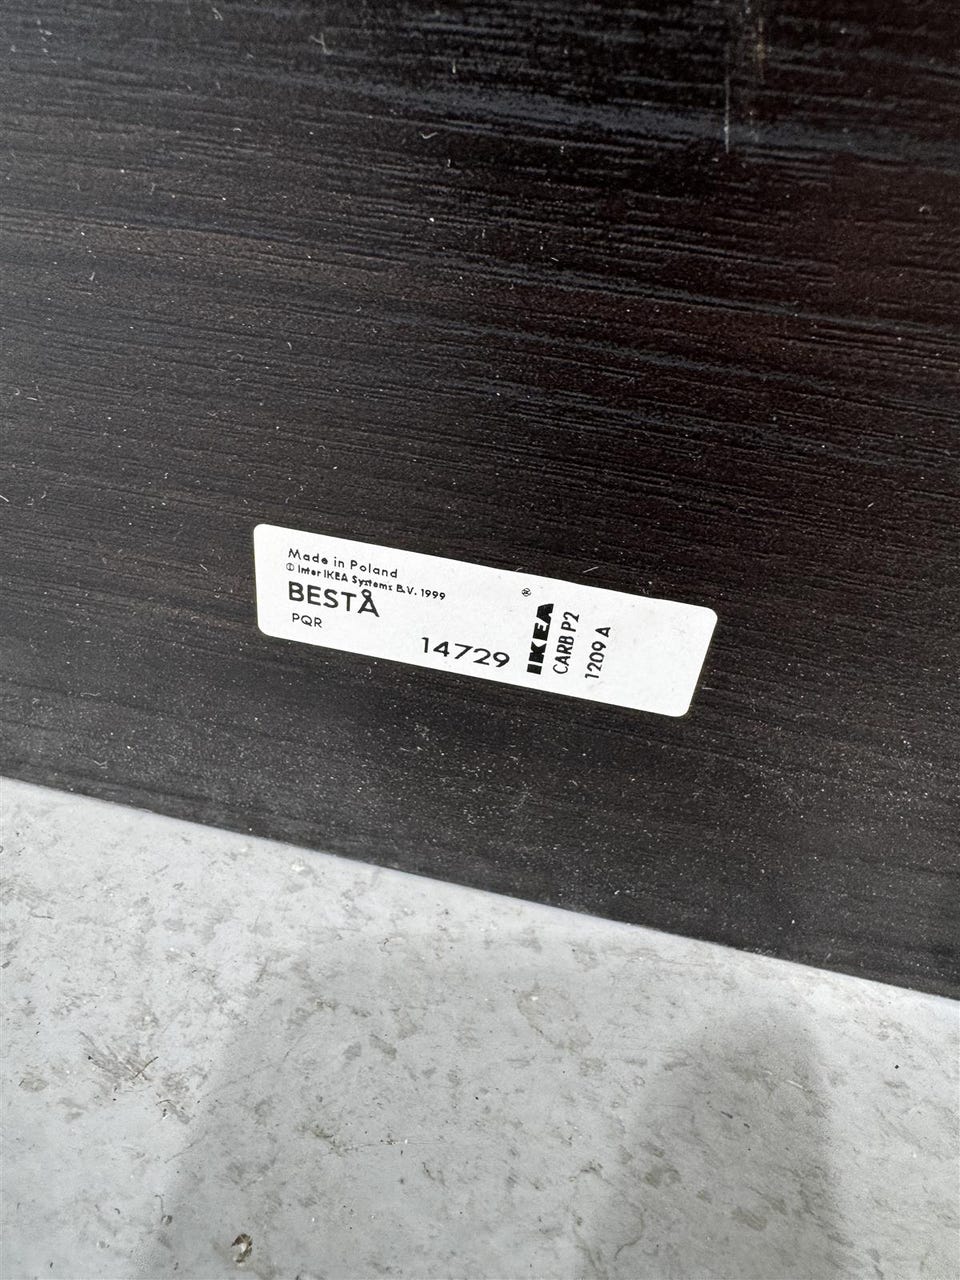 Made in Poland
© Inter IKEA Systems B.V. 1999
BESTÅ
PQR
14729
®
IKEA
CARB P2
1209 A